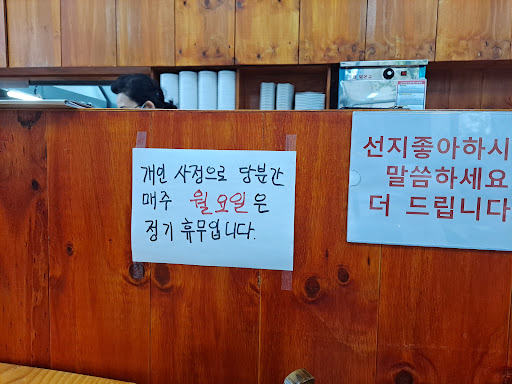 개인 사정으로 당분간
매주 월요일은
정기 휴무입니다.
선지좋아하시
말씀하세요
더 드립니다